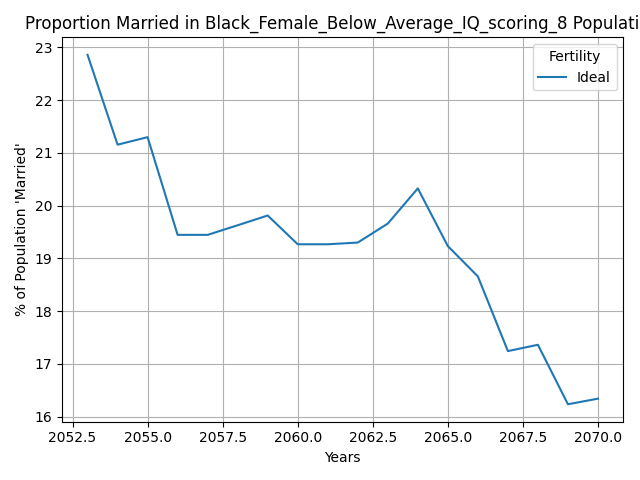 Proportion Married in Black_Female_Below_Average_IQ_scoring_8 Populati
23
22
21
20
19
18
17
16
% of Population 'Married'
Fertility
Ideal
2052.5 2055.0 2057.5 2060.0 2062.5 2065.0 2067.5 2070.0
Years